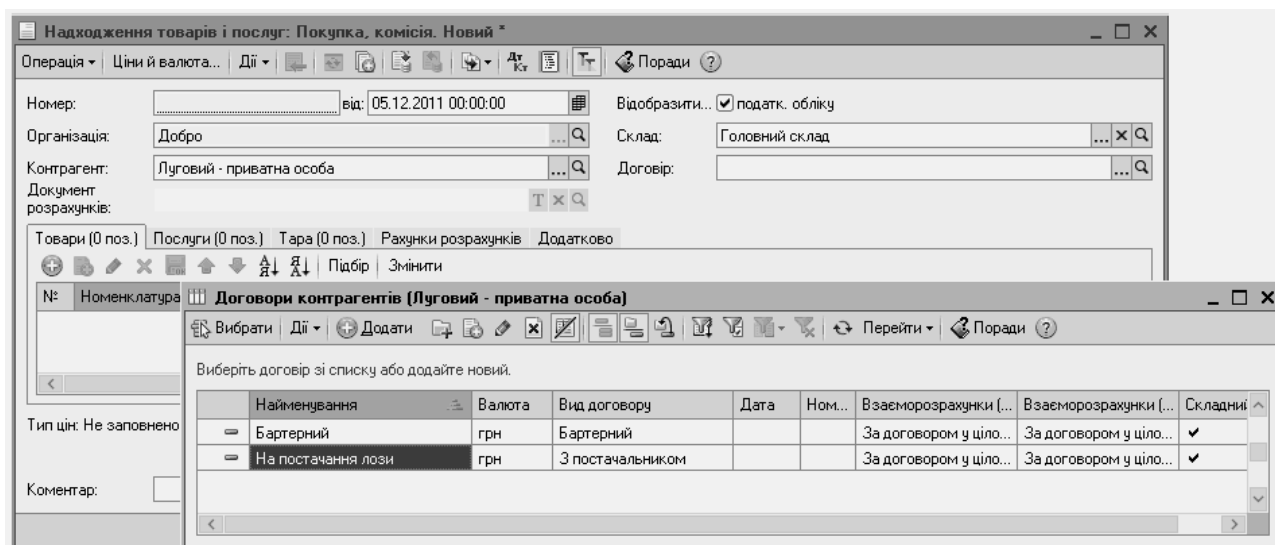 Надходження товарів і послуг: Покупка, комісія. Новий *
Операція Ціни й валюта... Дії Дт Кт Тт Поради ?
Номер: від: 05.12.2011 00:00:00 Відобразити... податк. обліку
Організація: Добро ... Склад: Головний склад ... ×
Контрагент: Луговий - приватна особа ... Договір: ...
Документ
розрахунків: T ×
Товари (0 поз.) Послуги (0 поз.) Тара (0 поз.) Рахунки розрахунків Додатково
Підбір Змінити
№ Номенклатура Договори контрагентів (Луговий - приватна особа)
Вибрати Дії Додати Перейти Поради ?
Виберіть договір зі списку або додайте новий.
Найменування Валюта Вид договору Дата Ном... Взаєморозрахунки (... Взаєморозрахунки (... Складний
Тип цін: Не заповнено Бартерний грн Бартерний За договором у ціло... За договором у ціло...
На постачання лози грн З постачальником За договором у ціло... За договором у ціло...
Коментар: